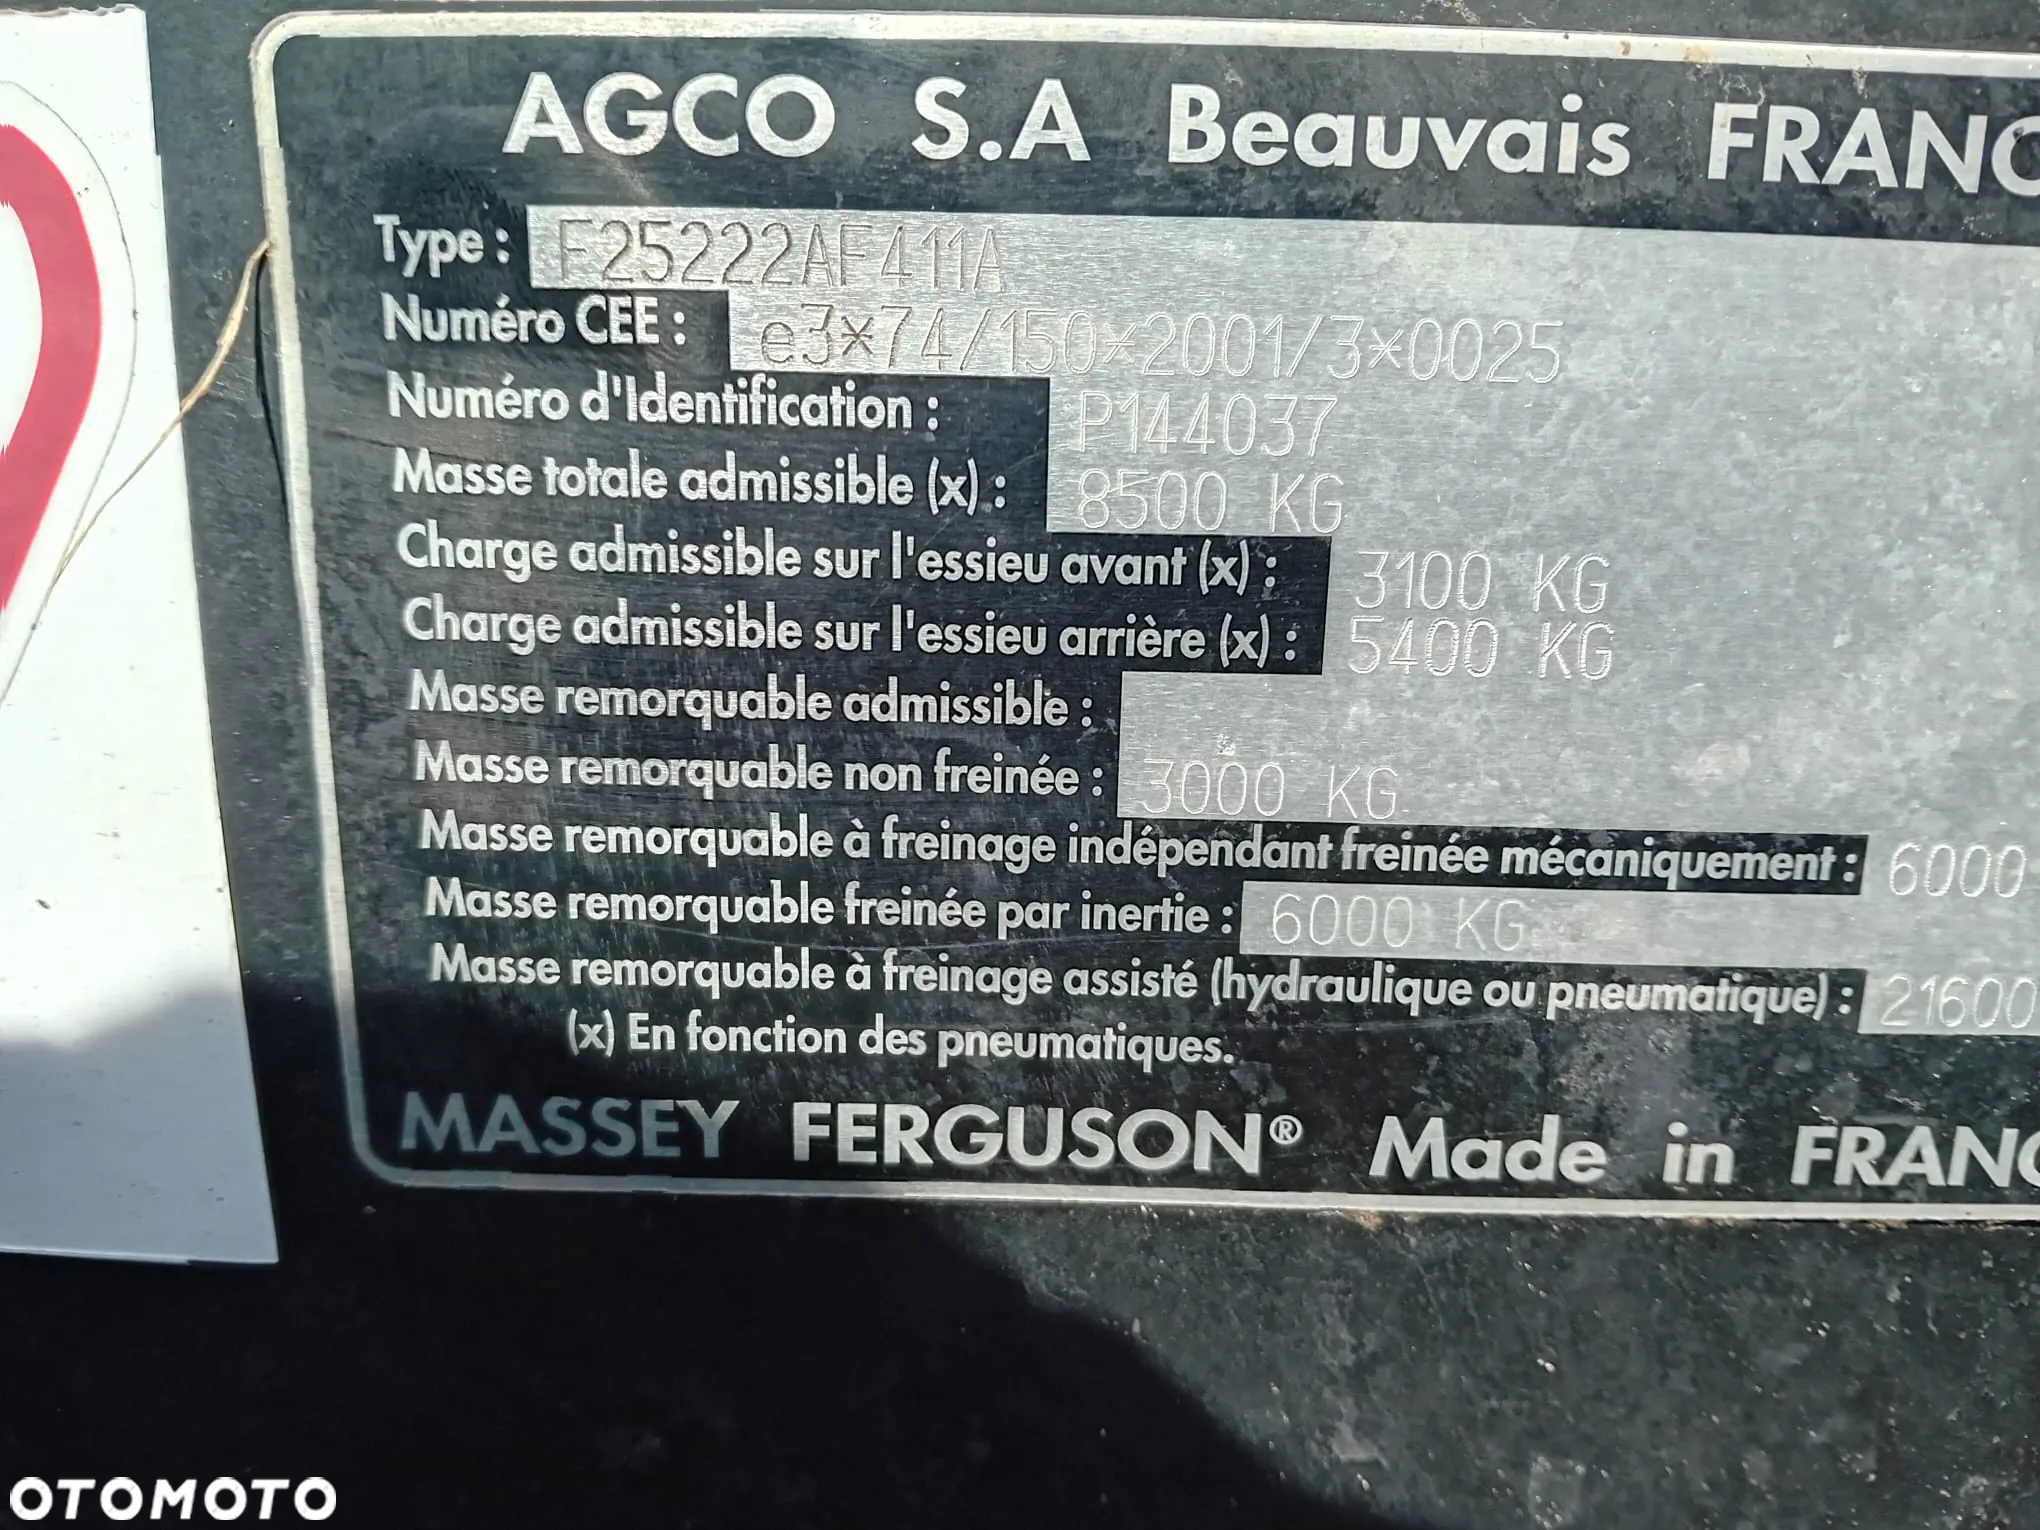 AGCO S.A Beauvais FRANC
Type : F25222AF411A
Numéro CEE : e3*74/150*2001/3*0025
Numéro d'Identification : P144037
Masse totale admissible (x) : 8500 KG
Charge admissible sur l'essieu avant (x) : 3100 KG
Charge admissible sur l'essieu arrière (x) : 5400 KG
Masse remorquable admissible :
Masse remorquable non freinée : 3000 KG
Masse remorquable à freinage indépendant freinée mécaniquement : 6000
Masse remorquable freinée par inertie : 6000 KG
Masse remorquable à freinage assisté (hydraulique ou pneumatique) : 21600
(x) En fonction des pneumatiques.
MASSEY FERGUSON® Made in FRANC
OTOMOTO